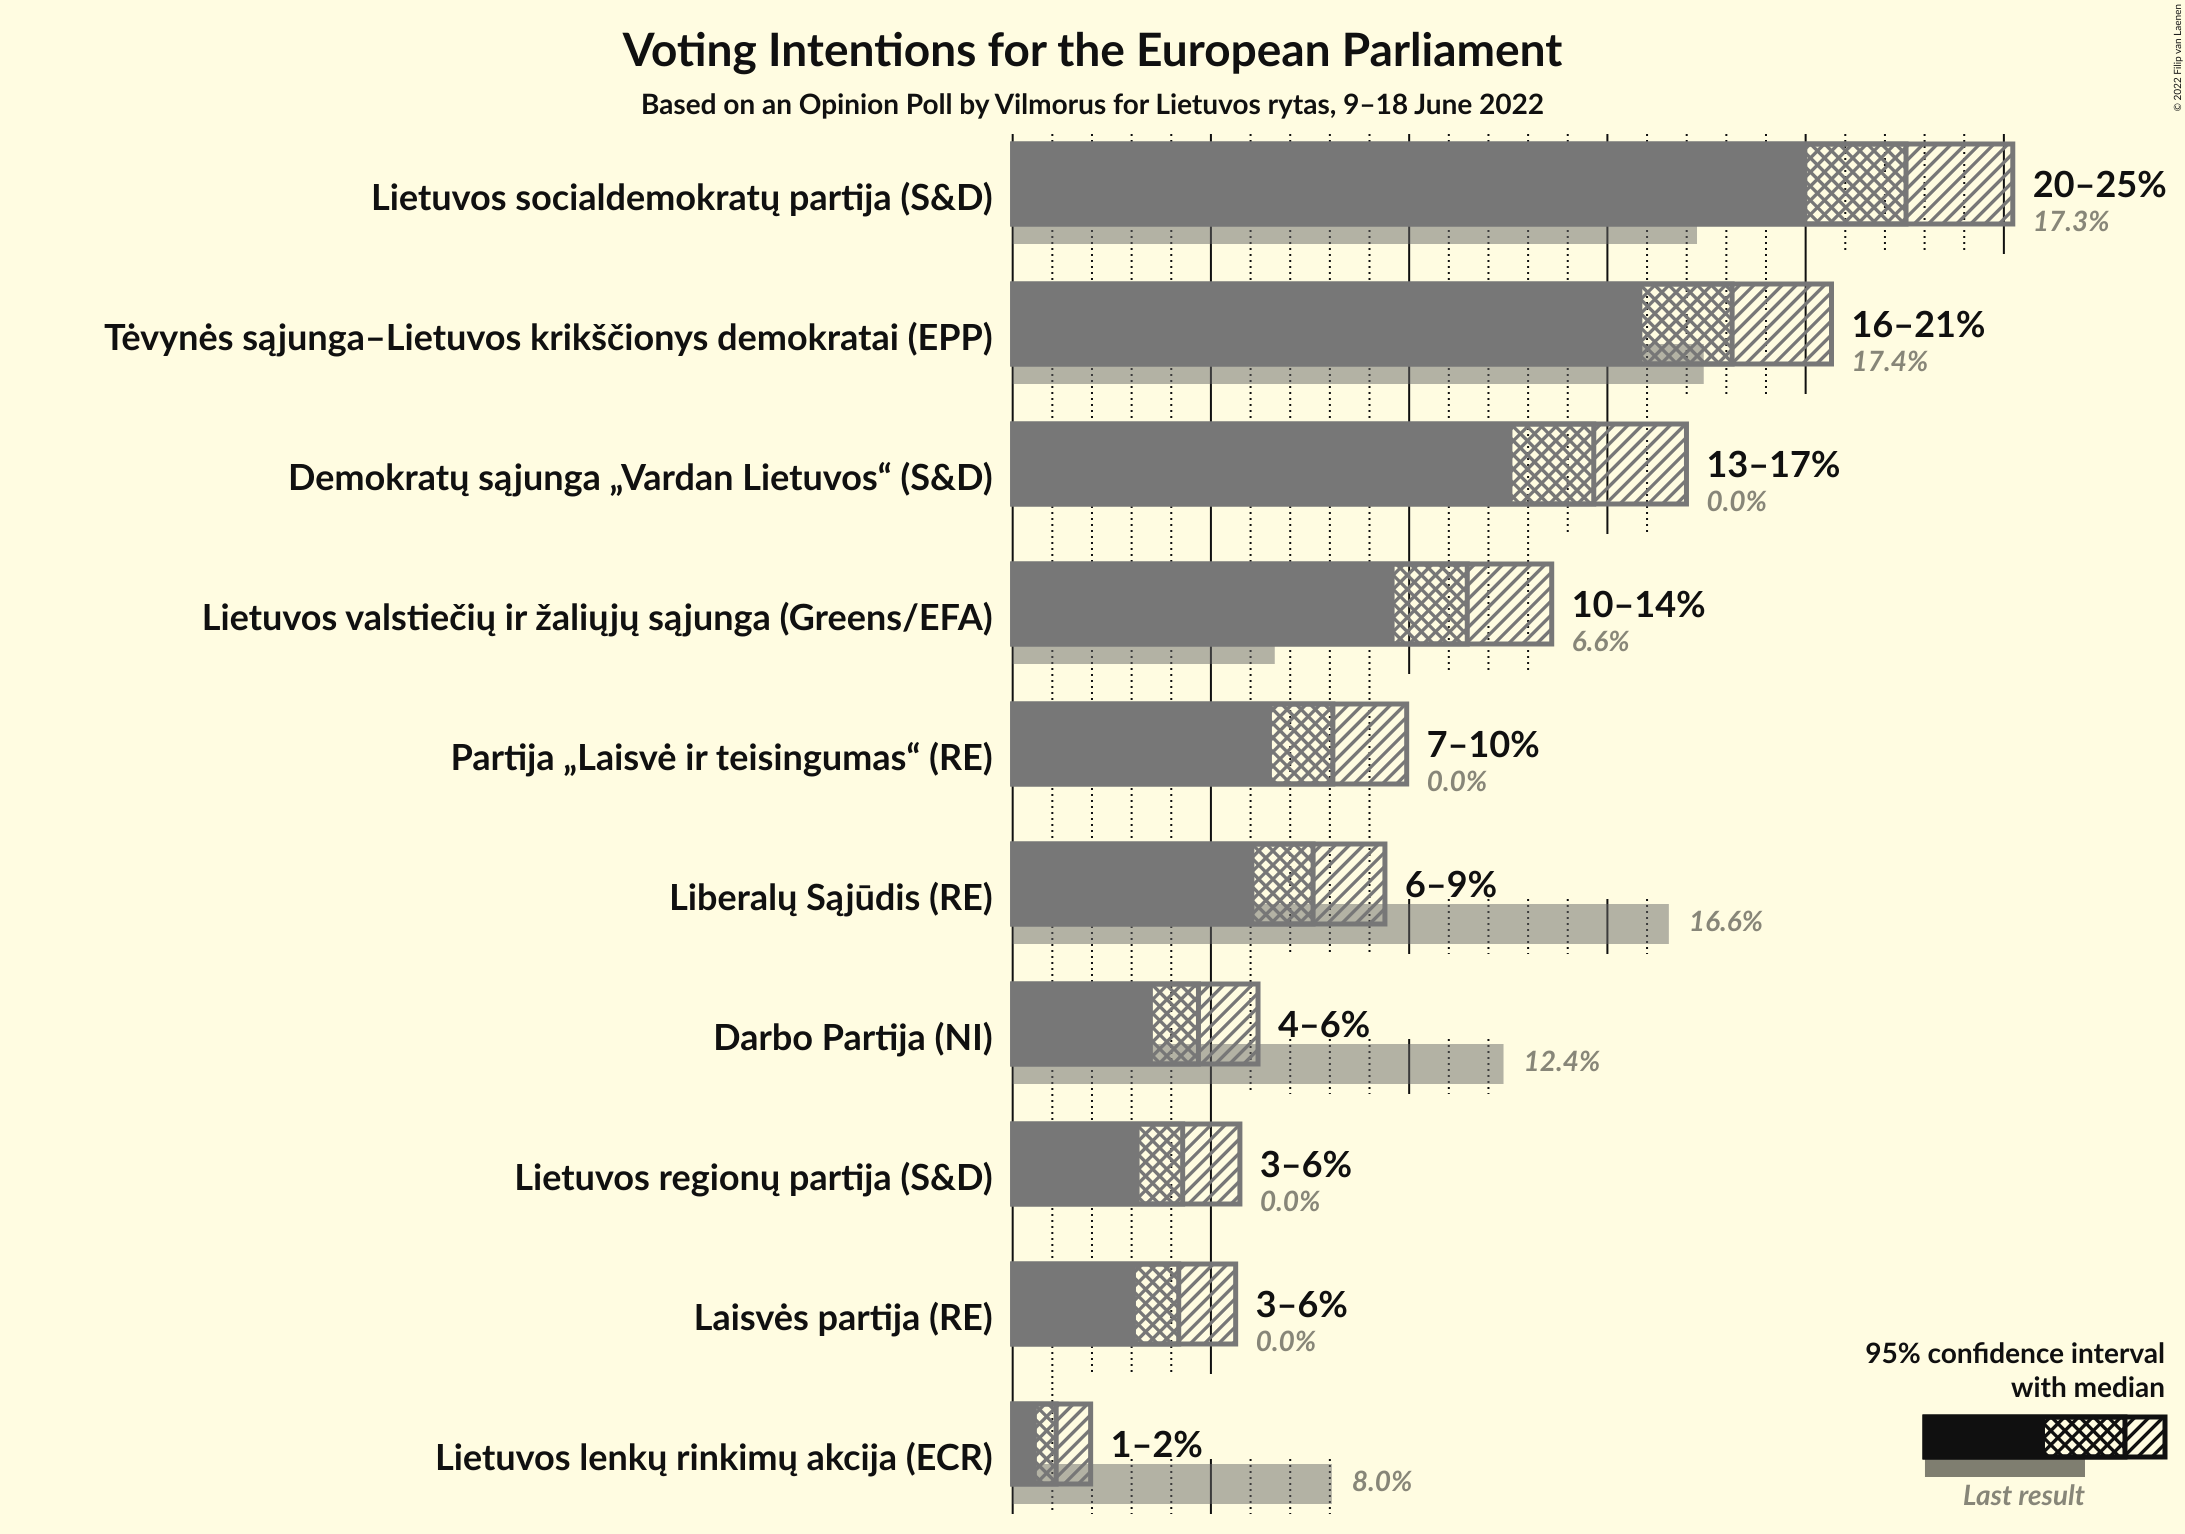 © 2022 Filip van Laenen
Voting Intentions for the European Parliament
Based on an Opinion Poll by Vilmorus for Lietuvos rytas, 9–18 June 2022
Lietuvos socialdemokratų partija (S&D)
20–25%
17.3%
Tėvynės sąjunga–Lietuvos krikščionys demokratai (EPP)
16–21%
17.4%
Demokratų sąjunga „Vardan Lietuvos“ (S&D)
13–17%
0.0%
Lietuvos valstiečių ir žaliųjų sąjunga (Greens/EFA)
10–14%
6.6%
Partija „Laisvė ir teisingumas“ (RE)
7–10%
0.0%
Liberalų Sąjūdis (RE)
6–9%
16.6%
Darbo Partija (NI)
4–6%
12.4%
Lietuvos regionų partija (S&D)
3–6%
0.0%
Laisvės partija (RE)
3–6%
0.0%
Lietuvos lenkų rinkimų akcija (ECR)
1–2%
8.0%
95% confidence interval
with median
Last result